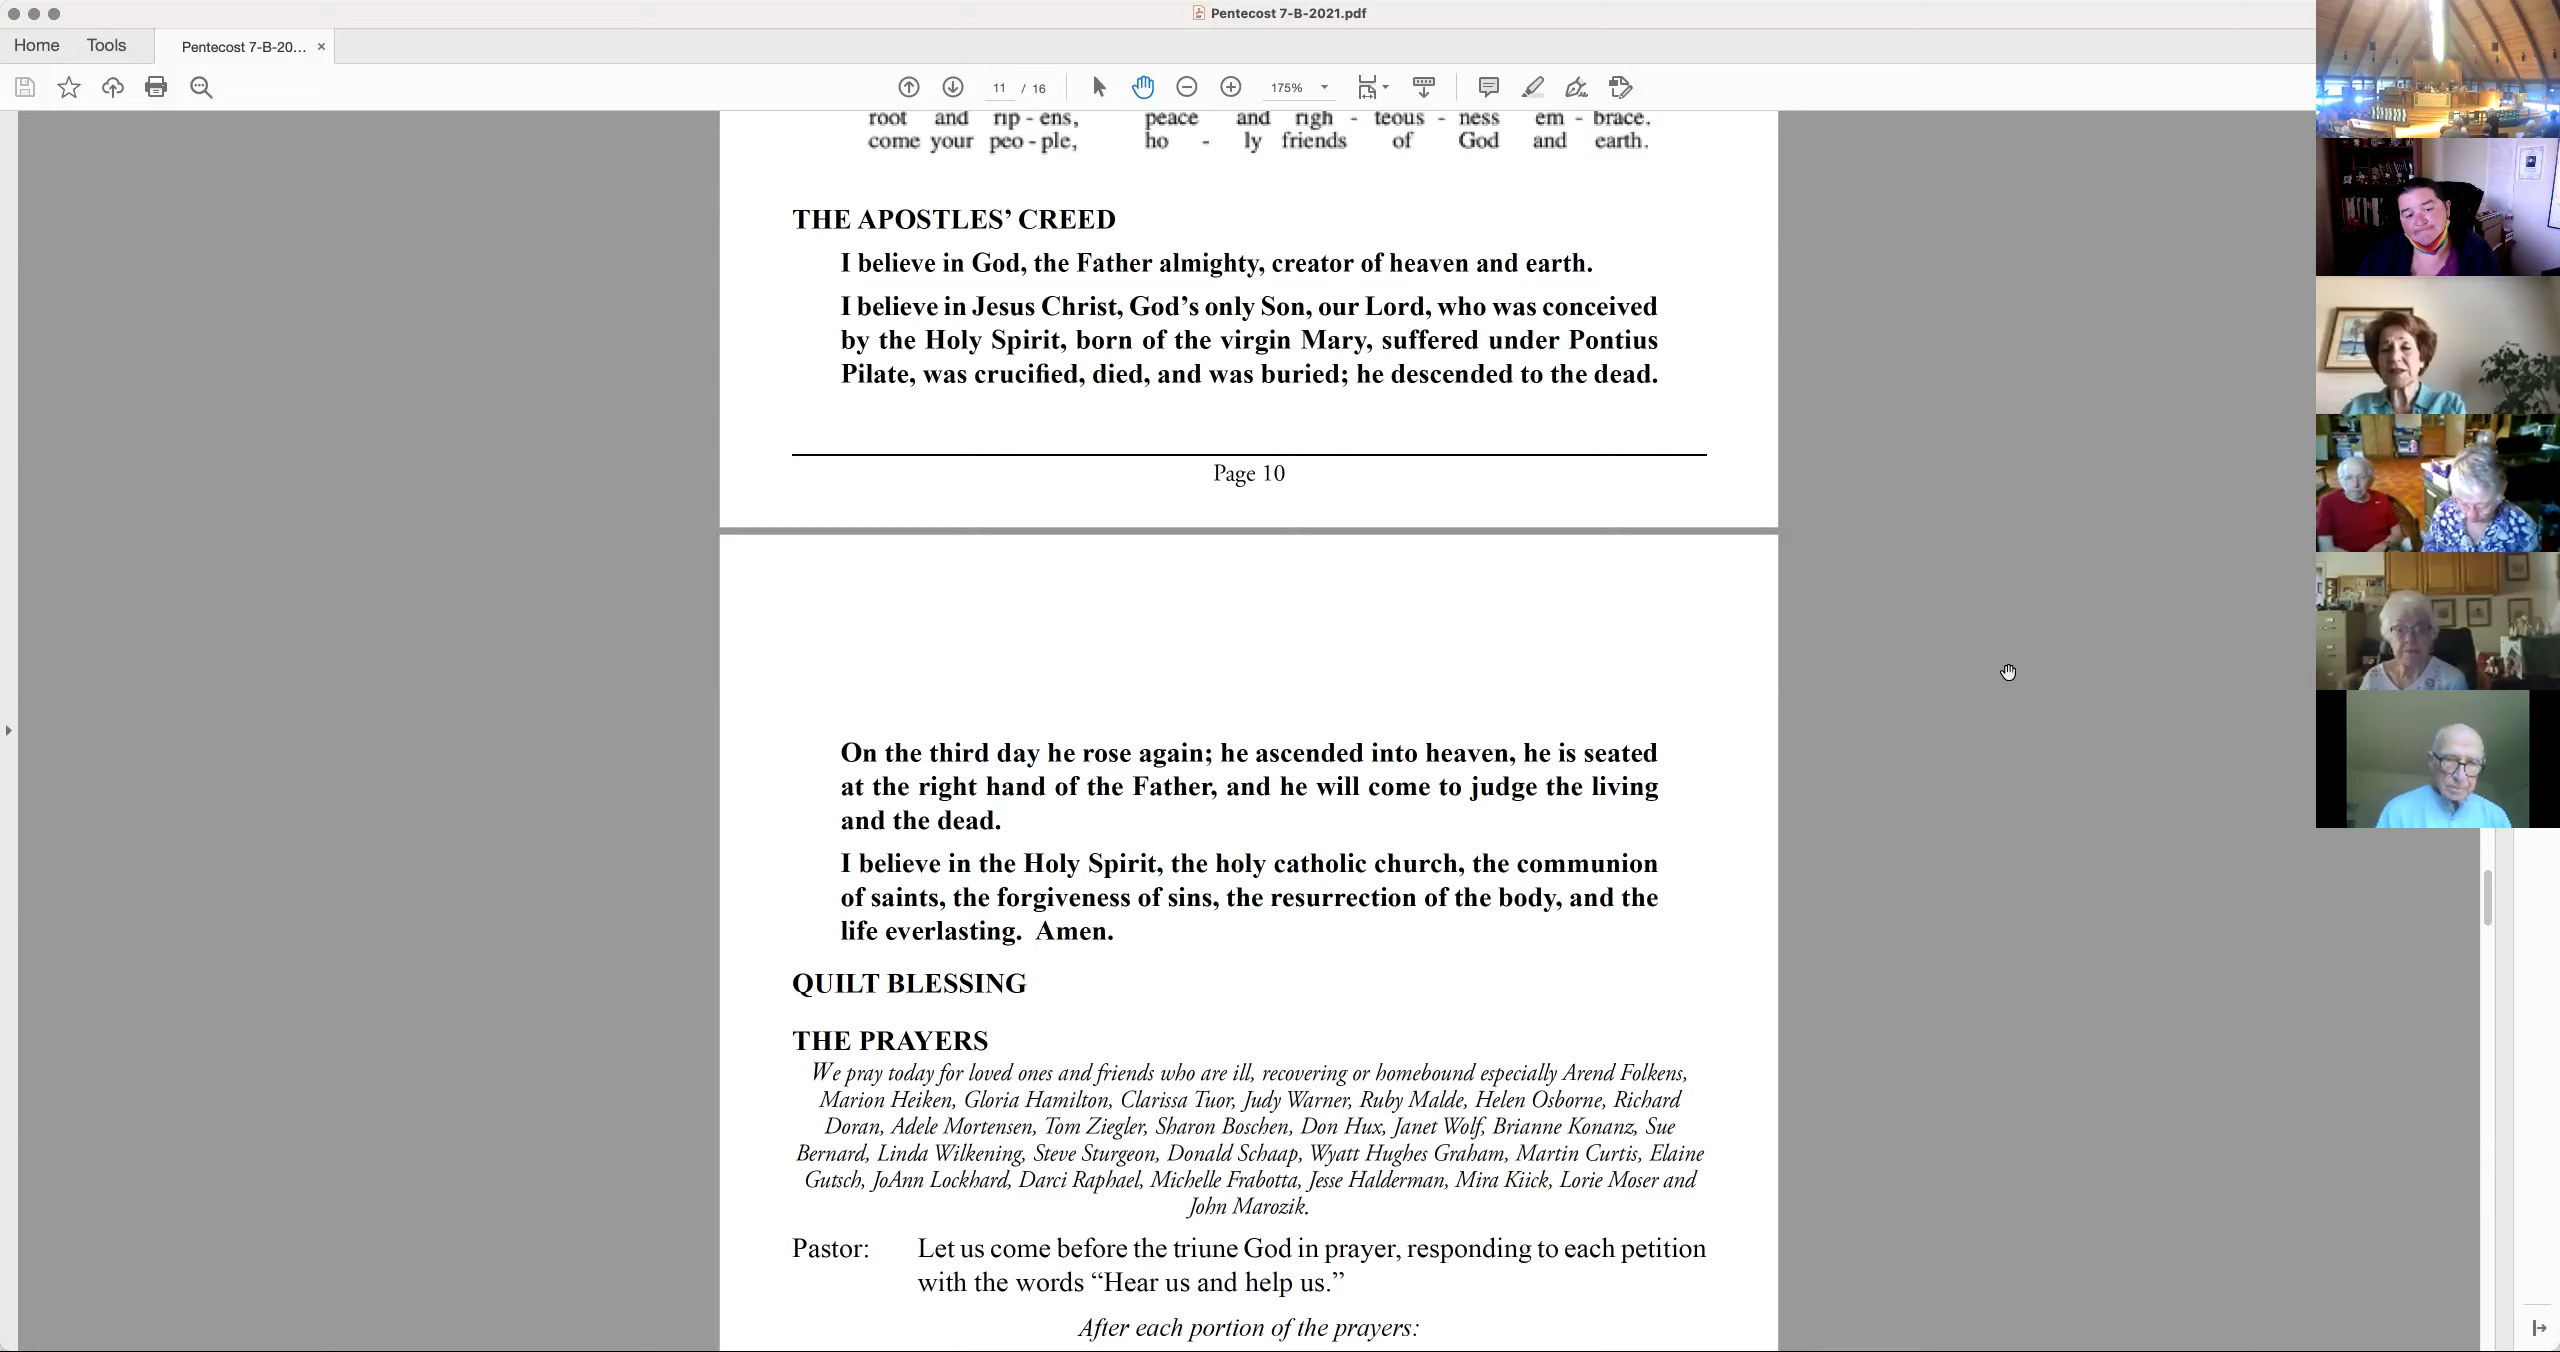 Pentecost 7-B-2021.pdf
Home Tools Pentecost 7-B-20... ×
11 / 16 175%
root and rip - ens, peace and righ - teous - ness em - brace.
come your peo - ple, ho - ly friends of God and earth.
THE APOSTLES’ CREED
I believe in God, the Father almighty, creator of heaven and earth.
I believe in Jesus Christ, God’s only Son, our Lord, who was conceived
by the Holy Spirit, born of the virgin Mary, suffered under Pontius
Pilate, was crucified, died, and was buried; he descended to the dead.
Page 10
On the third day he rose again; he ascended into heaven, he is seated
at the right hand of the Father, and he will come to judge the living
and the dead.
I believe in the Holy Spirit, the holy catholic church, the communion
of saints, the forgiveness of sins, the resurrection of the body, and the
life everlasting. Amen.
QUILT BLESSING
THE PRAYERS
We pray today for loved ones and friends who are ill, recovering or homebound especially Arend Folkens,
Marion Heiken, Gloria Hamilton, Clarissa Tuor, Judy Warner, Ruby Malde, Helen Osborne, Richard
Doran, Adele Mortensen, Tom Ziegler, Sharon Boschen, Don Hux, Janet Wolf, Brianne Konanz, Sue
Bernard, Linda Wilkening, Steve Sturgeon, Donald Schaap, Wyatt Hughes Graham, Martin Curtis, Elaine
Gutsch, JoAnn Lockhard, Darci Raphael, Michelle Frabotta, Jesse Halderman, Mira Kiick, Lorie Moser and
John Marozik.
Pastor: Let us come before the triune God in prayer, responding to each petition
with the words “Hear us and help us.”
After each portion of the prayers: